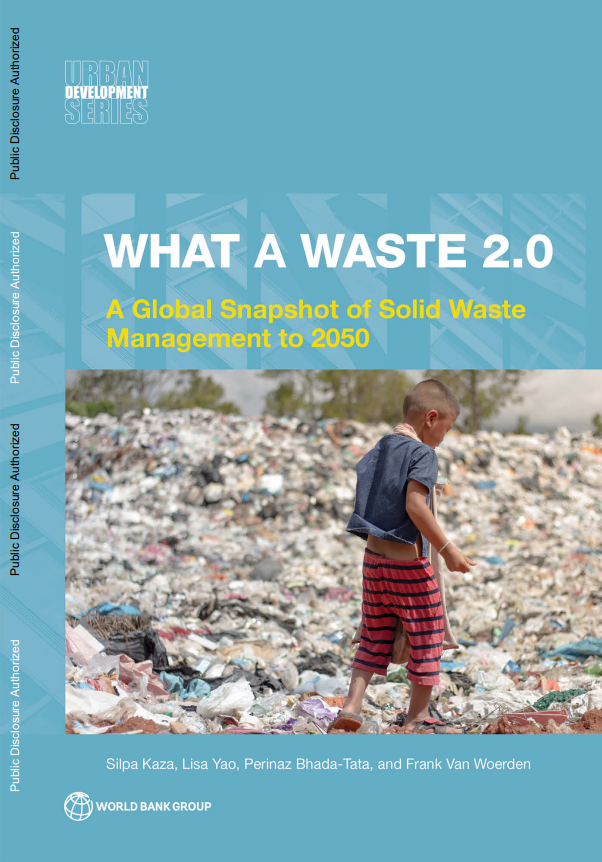 Public Disclosure Authorized
Public Disclosure Authorized
Public Disclosure Authorized
Public Disclosure Authorized
URBAN
DEVELOPMENT
SERIES
WHAT A WASTE 2.0
A Global Snapshot of Solid Waste
Management to 2050
Silpa Kaza, Lisa Yao, Perinaz Bhada-Tata, and Frank Van Woerden
WORLD BANK GROUP